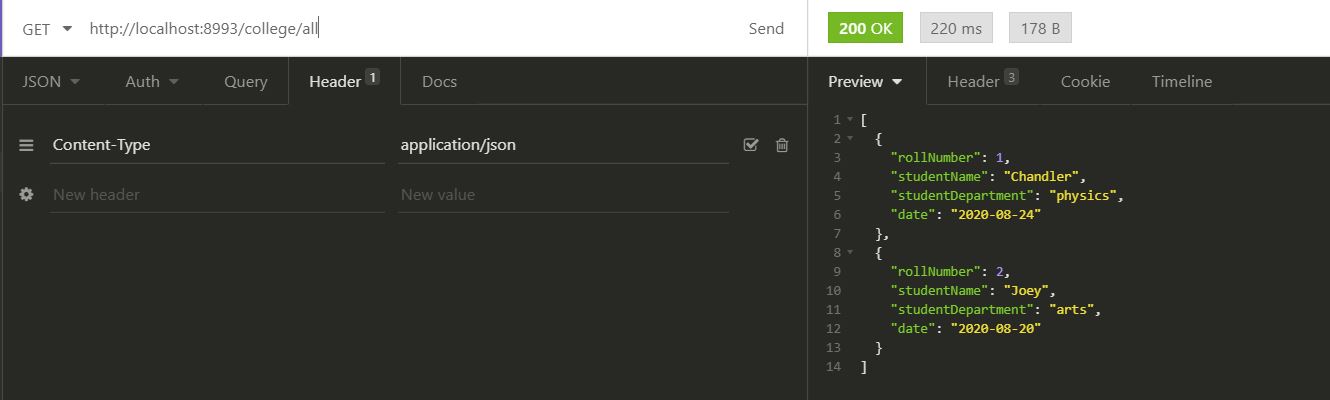 GET http://localhost:8993/college/all Send 200 OK 220 ms 178 B
JSON Auth Query Header 1 Docs
Content-Type application/json
New header New value
Preview Header 3 Cookie Timeline
1 [
2 {
3 "rollNumber": 1,
4 "studentName": "Chandler",
5 "studentDepartment": "physics",
6 "date": "2020-08-24"
7 },
8 {
9 "rollNumber": 2,
10 "studentName": "Joey",
11 "studentDepartment": "arts",
12 "date": "2020-08-20"
13 }
14 ]